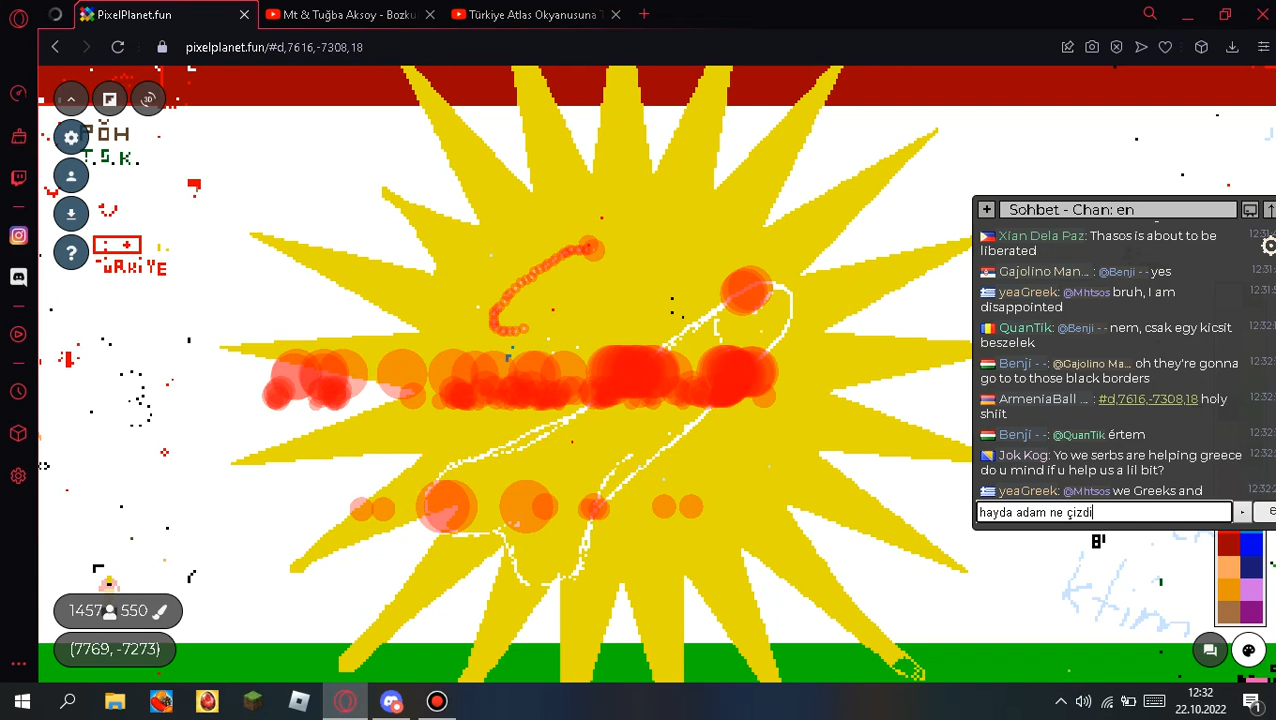 PixelPlanet.fun
Mt & Tuğba Aksoy - Bozku
Türkiye Atlas Okyanusuna
pixelplanet.fun/#d,7616,-7308,18
3D
PÖH
T.S.K.
TÜRKİYE
Sohbet - Chan: en
Xian Dela Paz: Thasos is about to be
liberated
Gajolino Man... : @Benji - - yes
yeaGreek: @Mhtsos bruh, I am
disappointed
QuanTik: @Benji - - nem, csak egy kicsit
beszelek
Benji - -: @Gajolino Ma... oh they're gonna
go to to those black borders
ArmeniaBall ... : #d,7616,-7308,18 holy
shiit
Benji - -: @QuanTik értem
Jok Kog: Yo we serbs are helping greece
do u mind if u help us a lil bit?
yeaGreek: @Mhtsos we Greeks and
hayda adam ne çizdi
1457 550
(7769, -7273)
12:32
22.10.2022